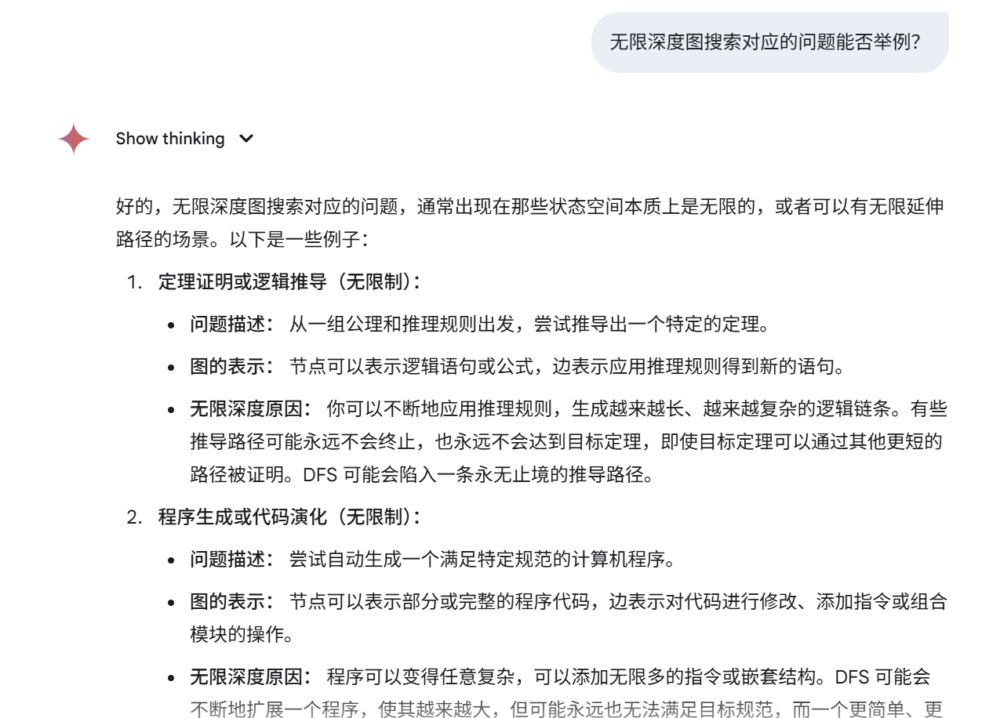 无限深度图搜索对应的问题能否举例？
Show thinking
好的，无限深度图搜索对应的问题，通常出现在那些状态空间本质上是无限的，或者可以有无限延伸
路径的场景。以下是一些例子：
1. 定理证明或逻辑推导（无限制）：
• 问题描述： 从一组公理和推理规则出发，尝试推导出一个特定的定理。
• 图的表示： 节点可以表示逻辑语句或公式，边表示应用推理规则得到新的语句。
• 无限深度原因： 你可以不断地应用推理规则，生成越来越长、越来越复杂的逻辑链条。有些
推导路径可能永远不会终止，也永远不会达到目标定理，即使目标定理可以通过其他更短的
路径被证明。DFS 可能会陷入一条永无止境的推导路径。
2. 程序生成或代码演化（无限制）：
• 问题描述： 尝试自动生成一个满足特定规范的计算机程序。
• 图的表示： 节点可以表示部分或完整的程序代码，边表示对代码进行修改、添加指令或组合
模块的操作。
• 无限深度原因： 程序可以变得任意复杂，可以添加无限多的指令或嵌套结构。DFS 可能会
不断地扩展一个程序，使其越来越大，但可能永远也无法满足目标规范，而一个更简单、更